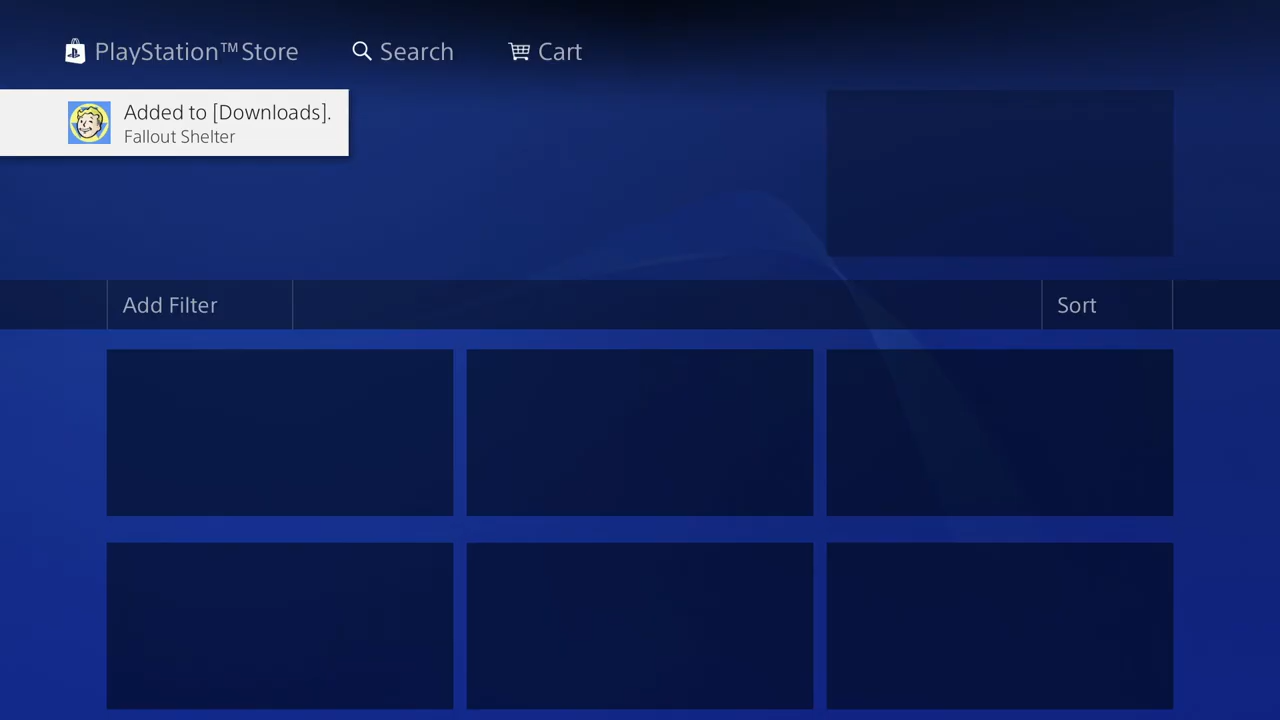 PlayStation™Store
Search
Cart
Added to [Downloads].
Fallout Shelter
Add Filter
Sort